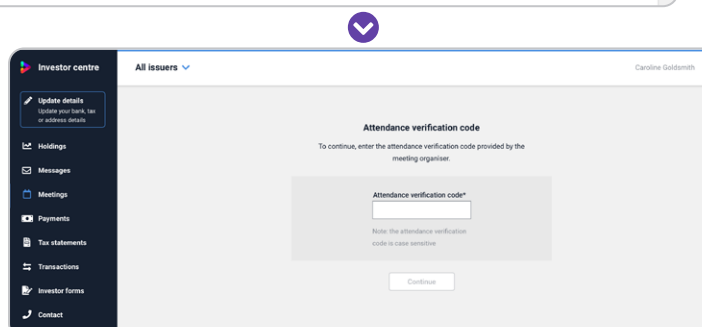 Investor centre
All issuers
Caroline Goldsmith
Update details
Update your bank, tax
or address details
Holdings
Messages
Meetings
Payments
Tax statements
Transactions
Investor forms
Contact
Attendance verification code
To continue, enter the attendance verification code provided by the
meeting organiser.
Attendance verification code*
Note: the attendance verification
code is case sensitive
Continue